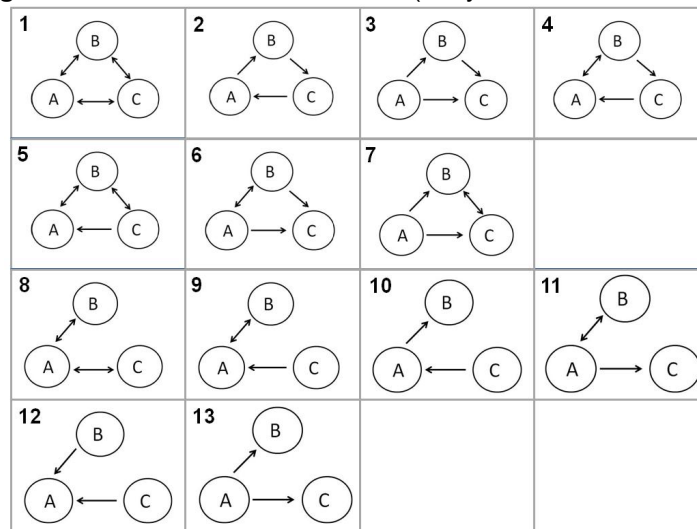 1 2 3 4
B B B B
A C A C A C A C
5 6 7
B B B
A C A C A C
8 9 10 11
B B B B
A C A C A C A C
12 13
B B
A C A C